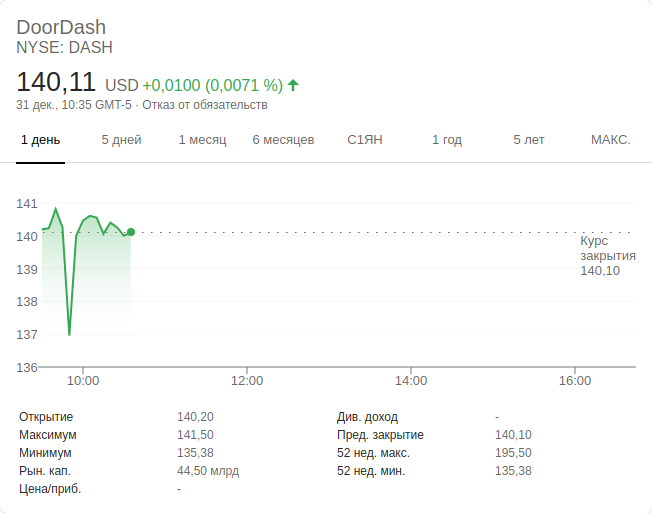 DoorDash
NYSE: DASH
140,11 USD +0,0100 (0,0071 %)
31 дек., 10:35 GMT-5 · Отказ от обязательств
1 день 5 дней 1 месяц 6 месяцев С1ЯН 1 год 5 лет МАКС.
141
140
139
138
137
136
Курс
закрытия
140,10
10:00 12:00 14:00 16:00
Открытие 140,20 Див. доход -
Максимум 141,50 Пред. закрытие 140,10
Минимум 135,38 52 нед. макс. 195,50
Рын. кап. 44,50 млрд 52 нед. мин. 135,38
Цена/приб. -